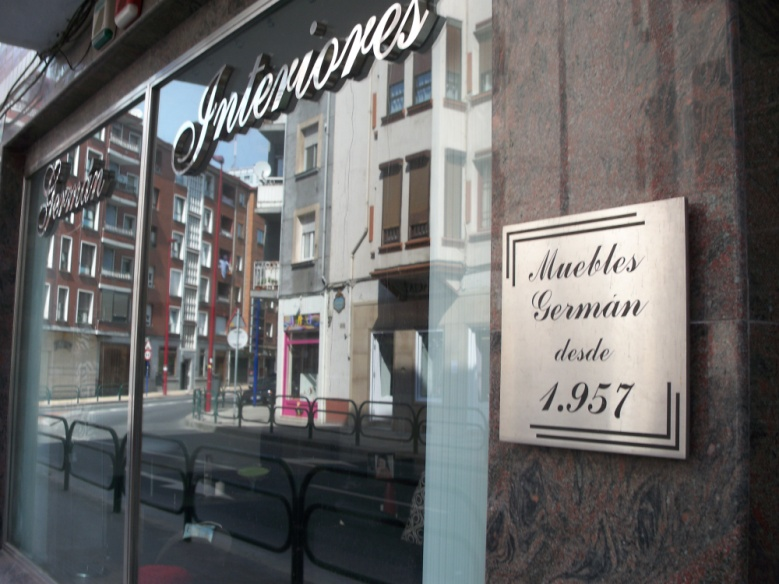 Germán
Interiores
Muebles
Germán
desde
1.957